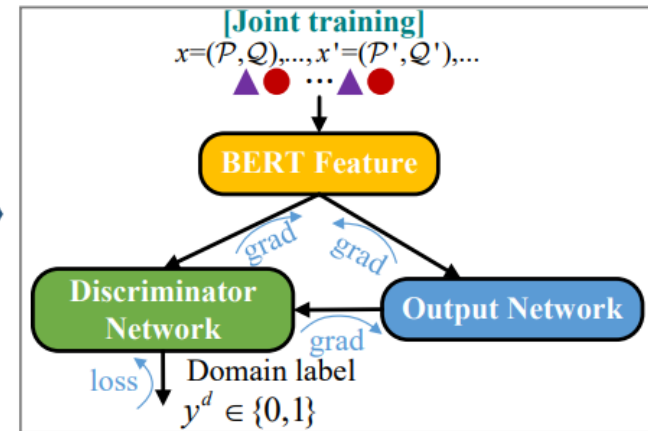 [Joint training]
x=(𝒫,𝒬),..., x'=(𝒫',𝒬'),...
...
BERT Feature
grad
grad
Discriminator
Network
Output Network
grad
loss
Domain label
y^d ∈ {0,1}